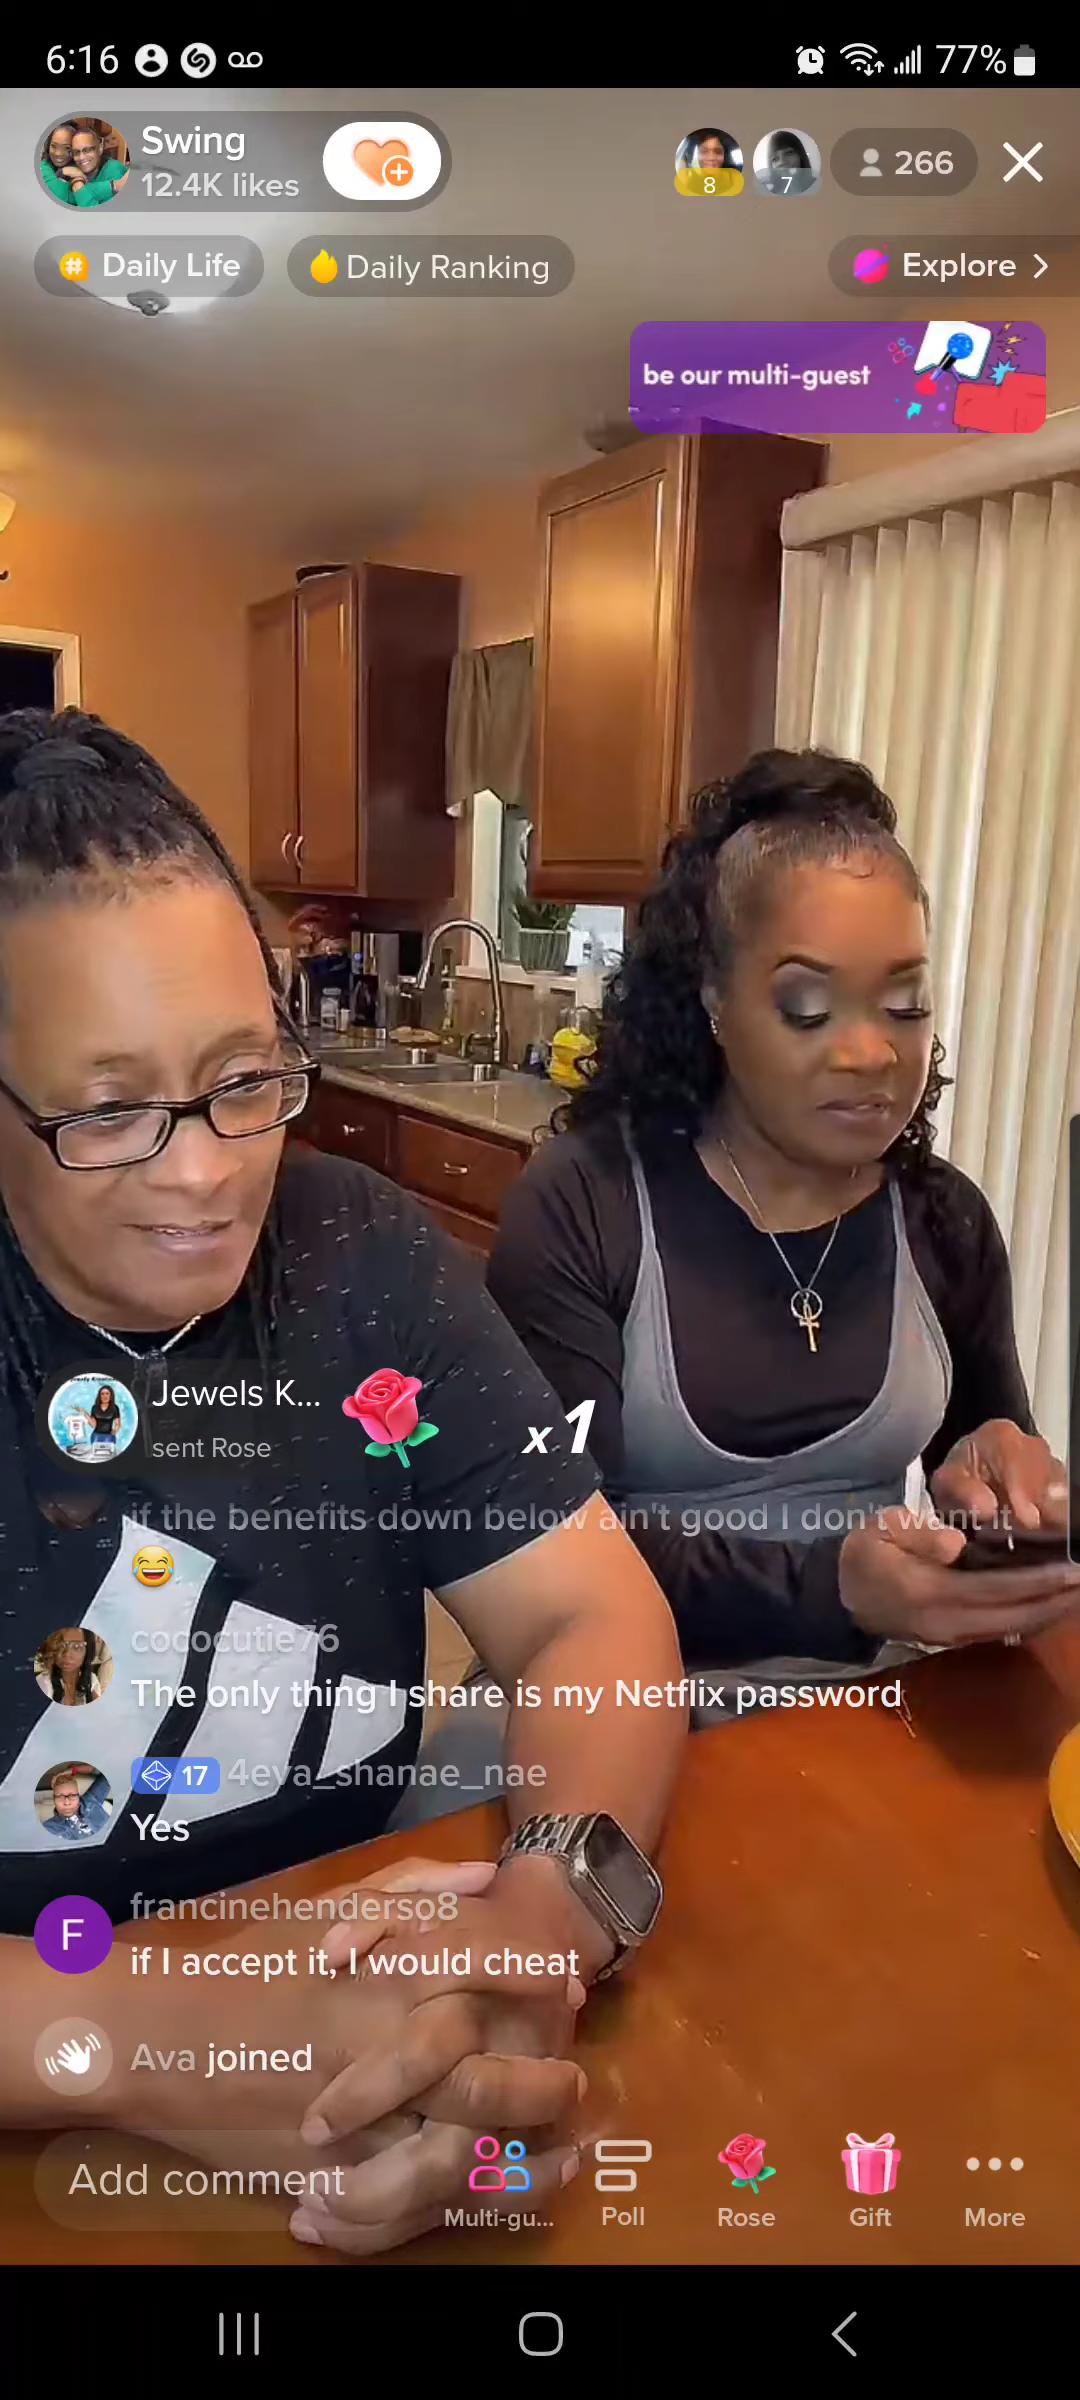 6:16 77%
Swing
12.4K likes
8
7
266
Daily Life
Daily Ranking
Explore >
be our multi-guest
Jewels K...
sent Rose
x1
if the benefits down below ain't good I don't want it
😂
cococutie76
The only thing I share is my Netflix password
17 4eva_shanae_nae
Yes
F
francinehenderso8
if I accept it, I would cheat
Ava joined
Add comment
Multi-gu...
Poll
Rose
Gift
More